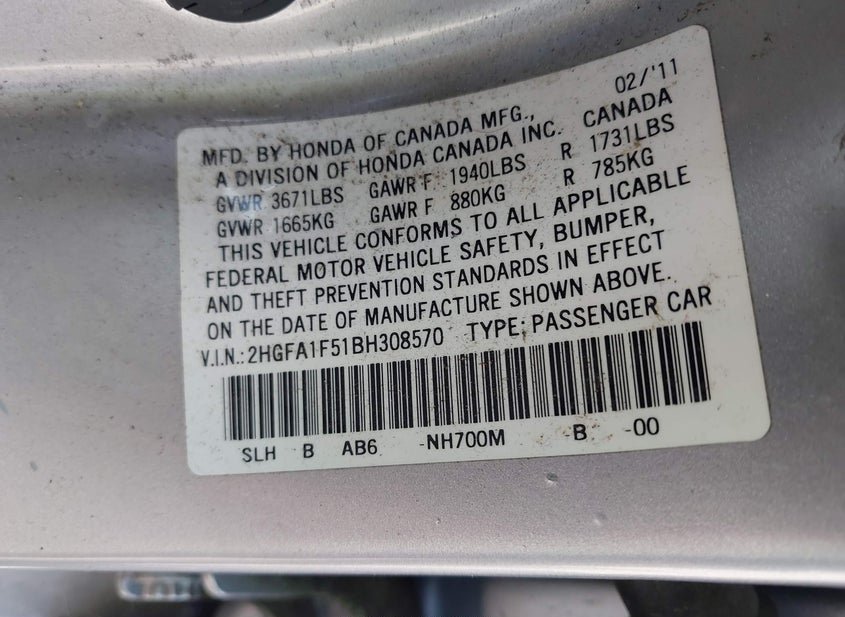 02/'11
MFD. BY HONDA OF CANADA MFG.,
A DIVISION OF HONDA CANADA INC. CANADA
GVWR 3671LBS GAWR F 1940LBS R 1731LBS
GVWR 1665KG GAWR F 880KG R 785KG
THIS VEHICLE CONFORMS TO ALL APPLICABLE
FEDERAL MOTOR VEHICLE SAFETY, BUMPER,
AND THEFT PREVENTION STANDARDS IN EFFECT
ON THE DATE OF MANUFACTURE SHOWN ABOVE.
V.I.N.: 2HGFA1F51BH308570 TYPE: PASSENGER CAR
SLH B AB6 -NH700M -B -00